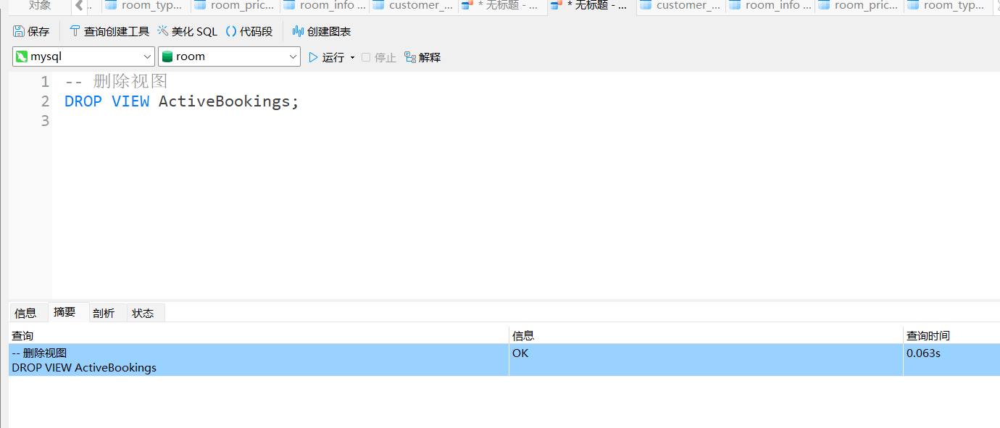 对象 room_typ... room_pric... room_info ... customer_... * 无标题 - ... * 无标题 - ... customer_... room_info ... room_pric... room_typ...
保存 查询创建工具 美化 SQL () 代码段 创建图表
mysql room 运行 停止 解释
1 -- 删除视图
2 DROP VIEW ActiveBookings;
3
信息 摘要 剖析 状态
查询 信息 查询时间
-- 删除视图 OK 0.063s
DROP VIEW ActiveBookings